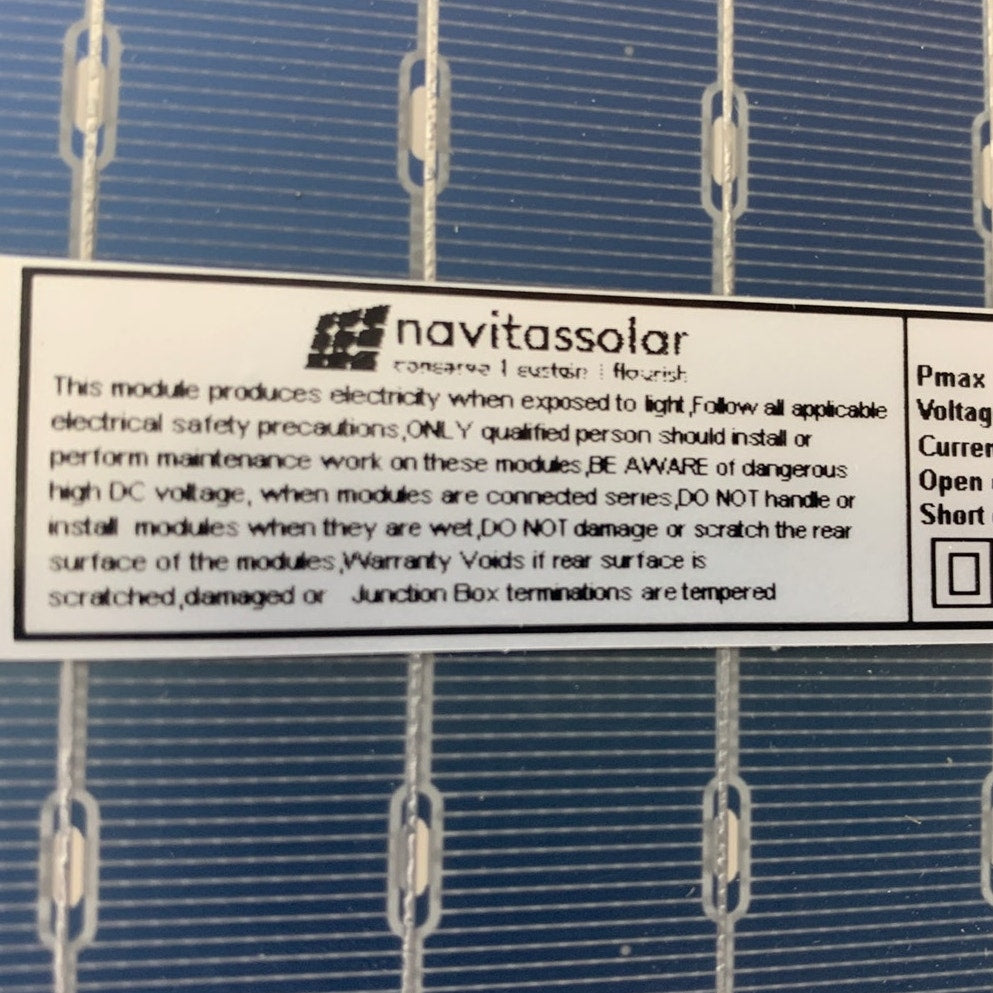 navitassolar
conserve | sustain | flourish
This module produces electricity when exposed to light,Follow all applicable
electrical safety precautions,ONLY qualified person should install or
perform maintenance work on these modules,BE AWARE of dangerous
high DC voltage, when modules are connected series,DO NOT handle or
install modules when they are wet,DO NOT damage or scratch the rear
surface of the modules,Warranty Voids if rear surface is
scratched,damaged or Junction Box terminations are tempered
Pmax
Voltag
Curren
Open
Short